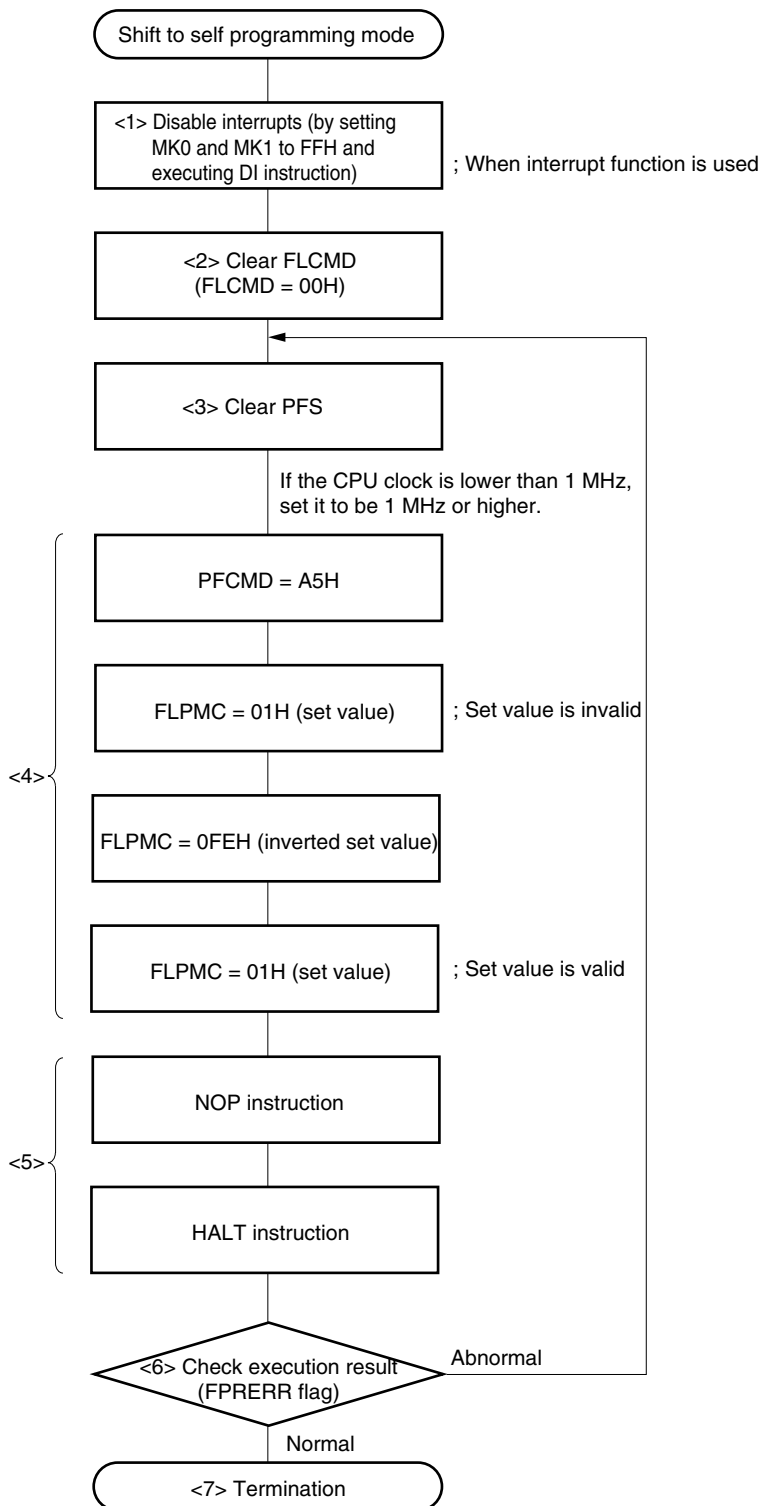 Shift to self programming mode
<1> Disable interrupts (by setting
MK0 and MK1 to FFH and
executing DI instruction)
; When interrupt function is used
<2> Clear FLCMD
(FLCMD = 00H)
<3> Clear PFS
If the CPU clock is lower than 1 MHz,
set it to be 1 MHz or higher.
PFCMD = A5H
FLPMC = 01H (set value)
; Set value is invalid
<4>
FLPMC = 0FEH (inverted set value)
FLPMC = 01H (set value)
; Set value is valid
NOP instruction
<5>
HALT instruction
<6> Check execution result
(FPRERR flag)
Abnormal
Normal
<7> Termination